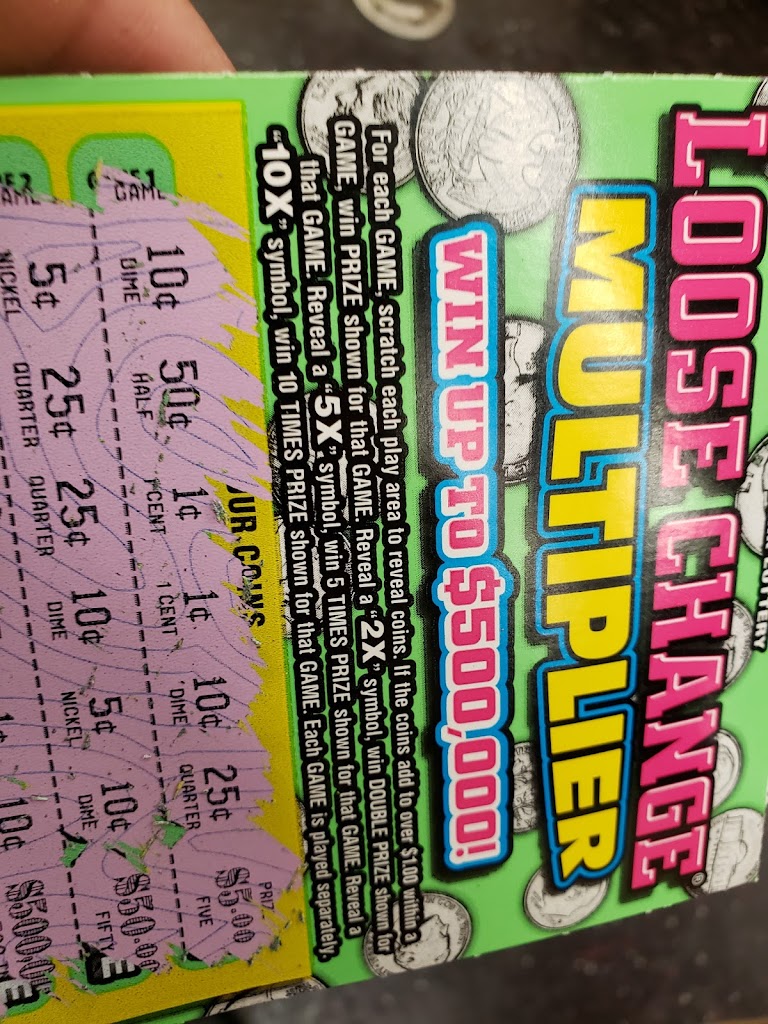 LOTTERY
LOOSE CHANGE®
MULTIPLIER
WIN UP TO $500,000!
For each GAME, scratch each play area to reveal coins. If the coins add to over $1.00 within a
GAME, win PRIZE shown for that GAME. Reveal a "2X" symbol, win DOUBLE PRIZE shown for
that GAME. Reveal a "5X" symbol, win 5 TIMES PRIZE shown for that GAME. Reveal a
"10X" symbol, win 10 TIMES PRIZE shown for that GAME. Each GAME is played separately.
UR COINS
GAME 10¢ 50¢ 1¢ 1¢ 10¢ 25¢ $5.00
DIME HALF 1 CENT 1 CENT DIME QUARTER FIVE
5¢ 25¢ 25¢ 10¢ 5¢ 10¢ $50.00
NICKEL QUARTER QUARTER DIME NICKEL DIME FIFTY
1¢ 10¢